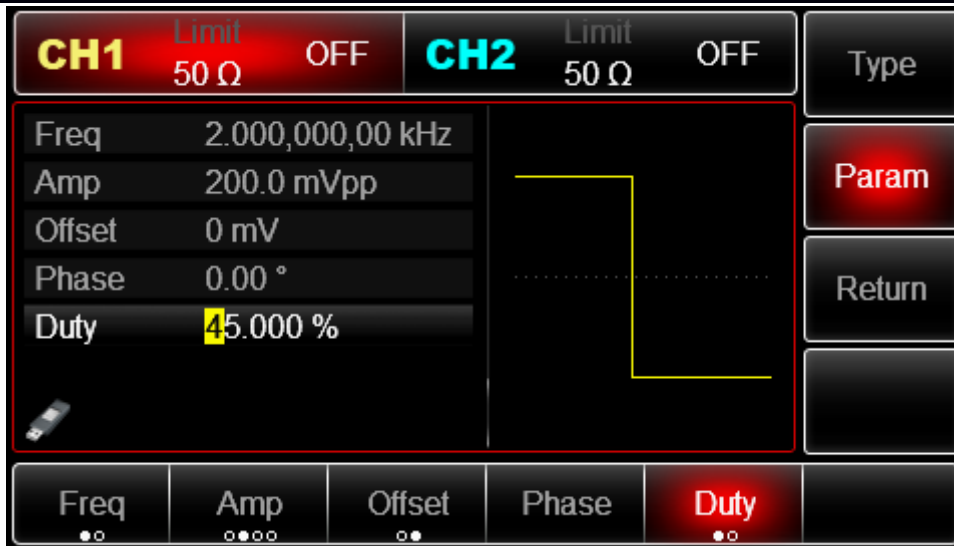 CH1 Limit 50 Ω OFF
CH2 Limit 50 Ω OFF
Freq 2.000,000,00 kHz
Amp 200.0 mVpp
Offset 0 mV
Phase 0.00 °
Duty 45.000 %
Type
Param
Return
Freq Amp Offset Phase Duty